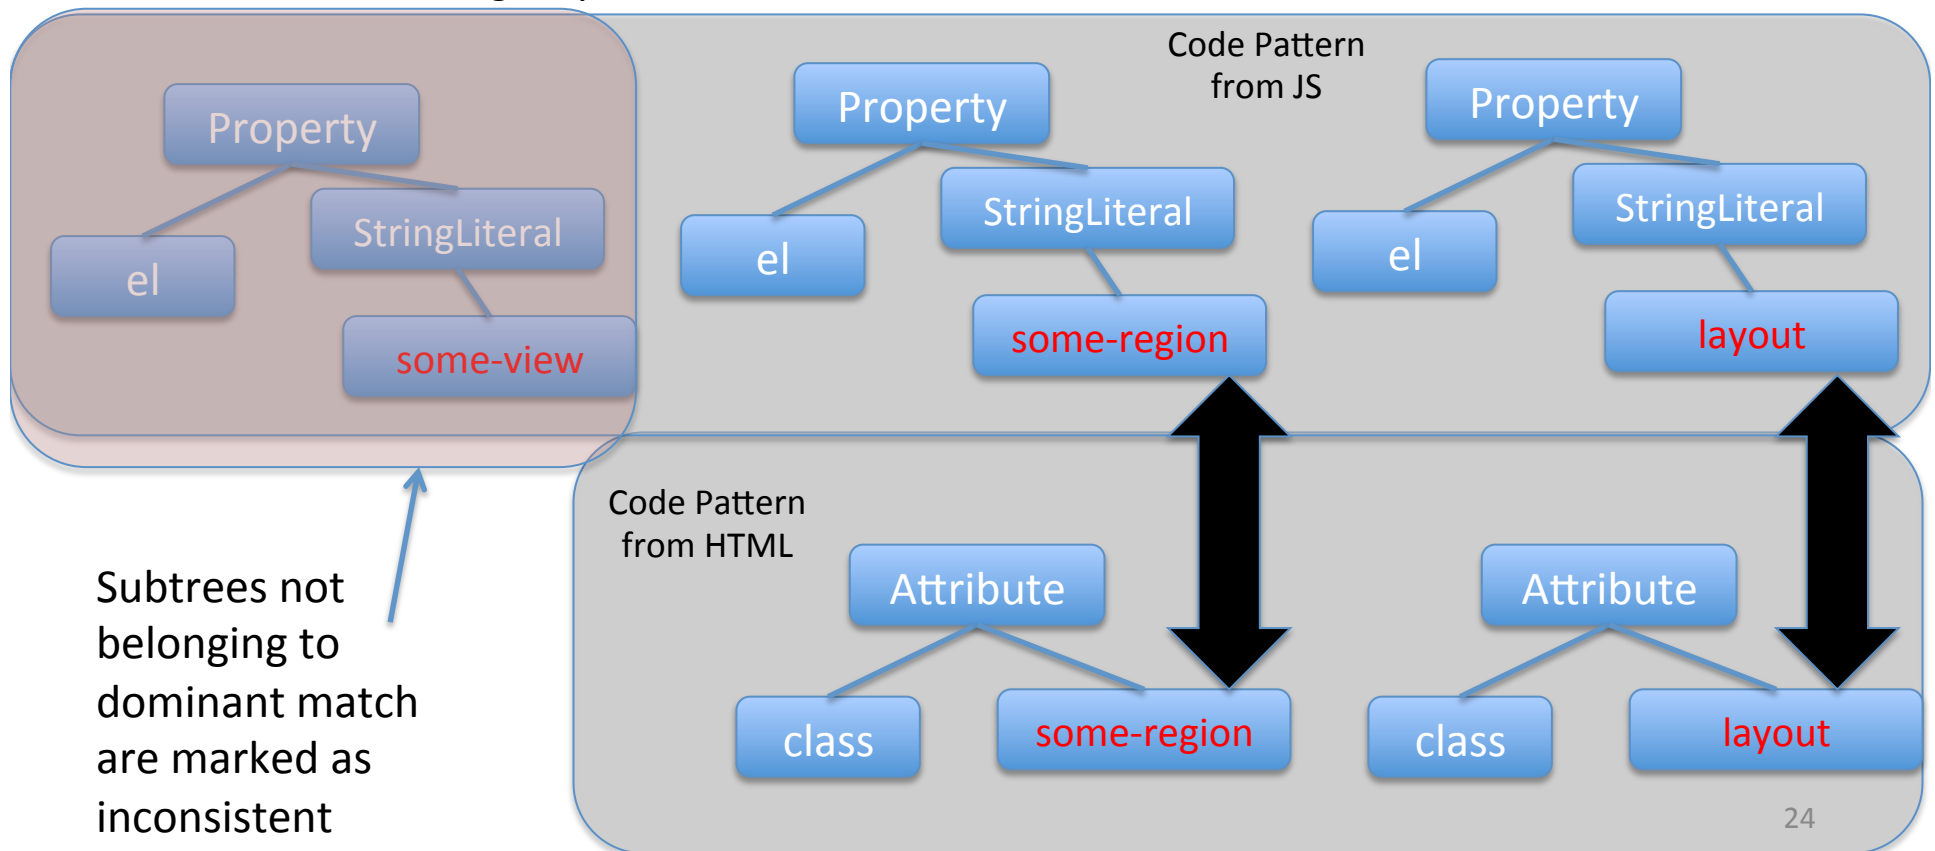 Code Pattern
from JS
Property
el
StringLiteral
some-view
Property
el
StringLiteral
some-region
Property
el
StringLiteral
layout
Code Pattern
from HTML
Attribute
class
some-region
Attribute
class
layout
Subtrees not
belonging to
dominant match
are marked as
inconsistent
24